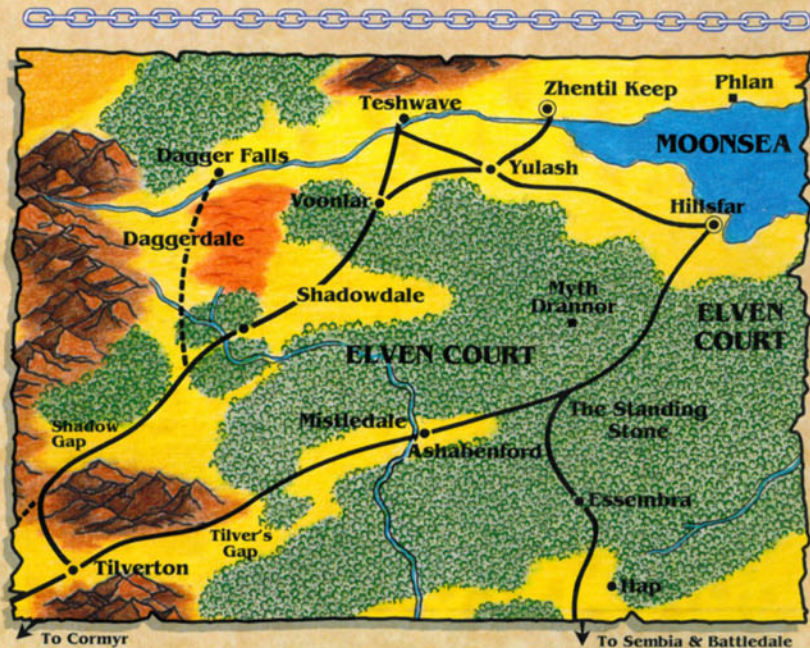 Zhentil Keep
Phlan
Teshwave
MOONSEA
Dagger Falls
Yulash
Voonlar
Hillsfar
Daggerdale
Shadowdale
Myth
Drannor
ELVEN
COURT
ELVEN COURT
Shadow
Gap
Mistledale
The Standing
Stone
Ashabenford
Essembra
Tilver's
Gap
Tilverton
Hap
To Cormyr
To Sembia & Battledale